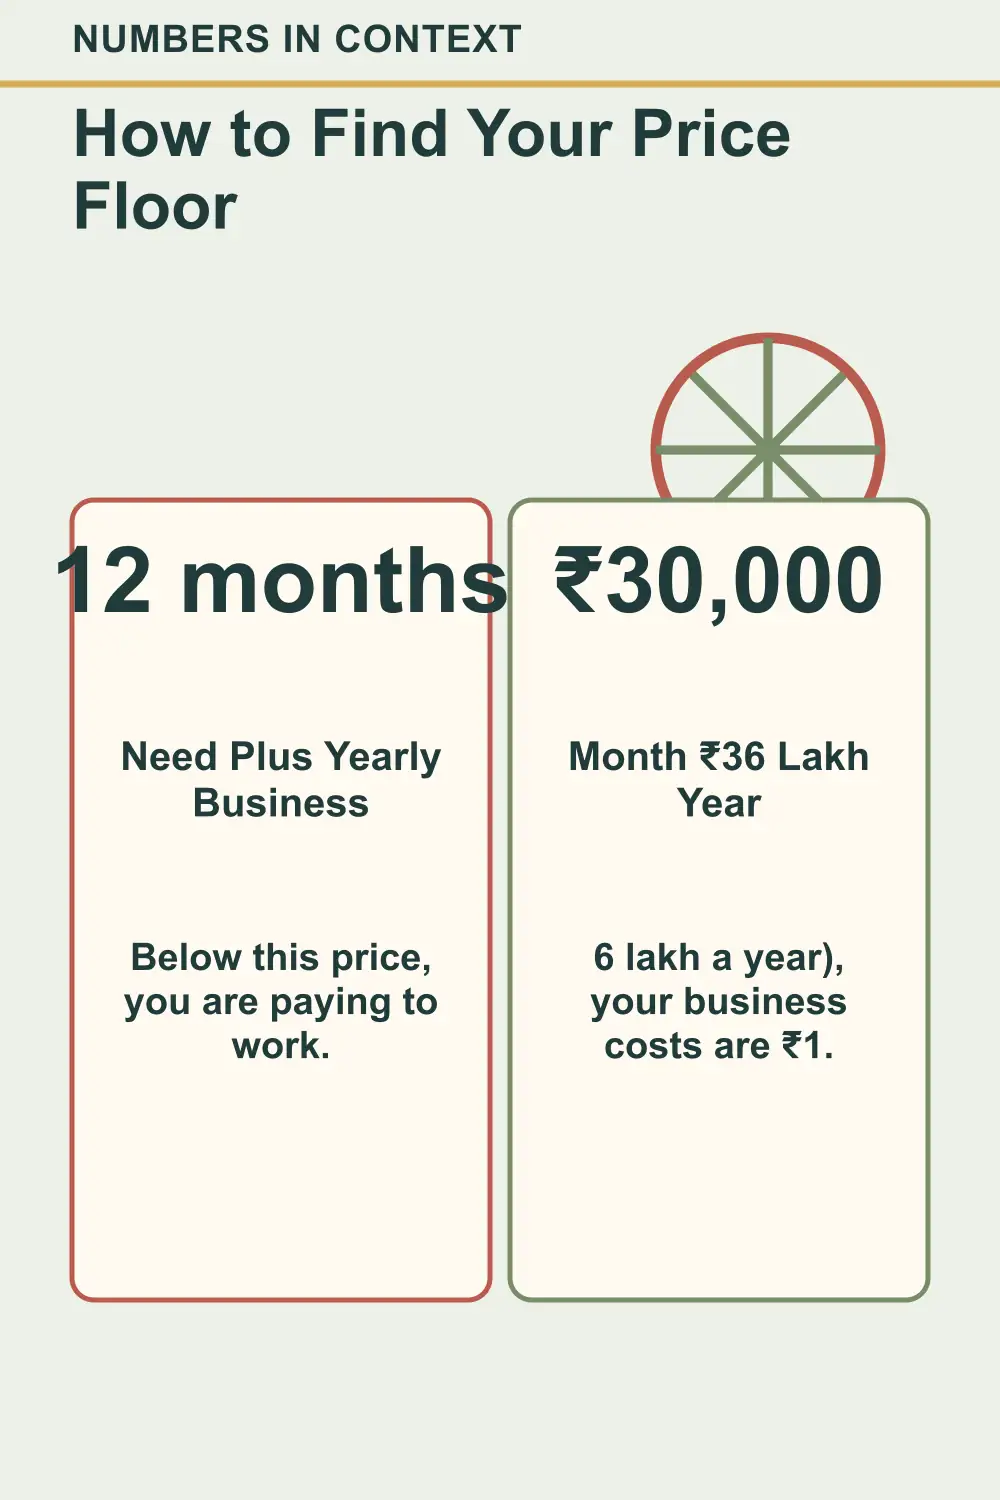 NUMBERS IN CONTEXT
How to Find Your Price
Floor
12 months
Need Plus Yearly
Business
Below this price,
you are paying to
work.
₹30,000
Month ₹36 Lakh
Year
6 lakh a year),
your business
costs are ₹1.